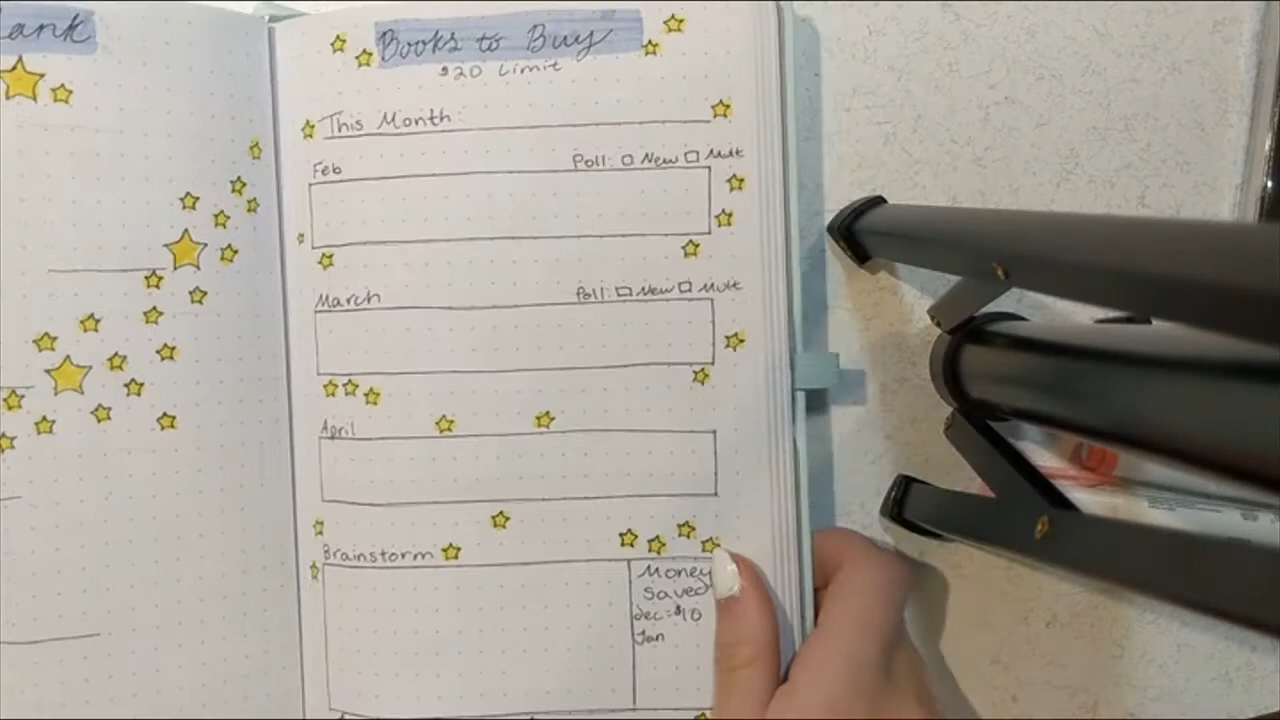 ank
Books to Buy
$20 Limit
This Month:
Feb
Poll: New Mult
March
Poll: New Mult
April
Brainstorm
Money
Saved
dec=$10
Jan